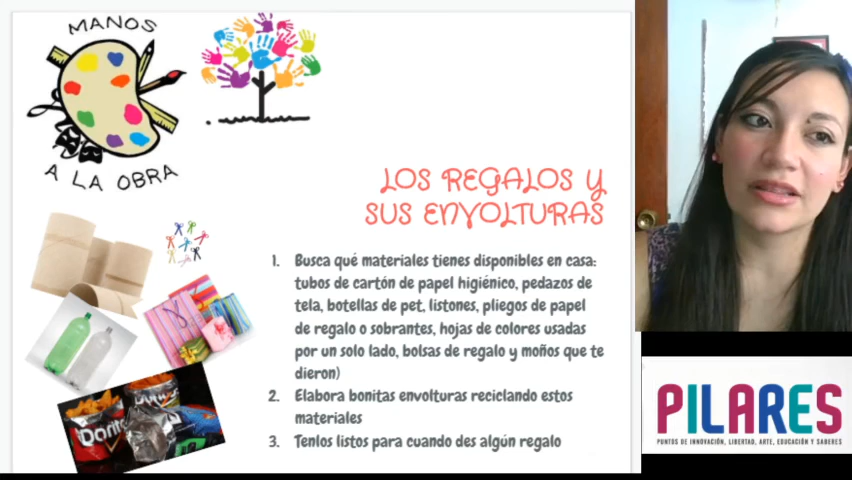 MANOS
A LA OBRA
LOS REGALOS Y
SUS ENVOLTURAS
1. Busca qué materiales tienes disponibles en casa:
tubos de cartón de papel higiénico, pedazos de
tela, botellas de pet, listones, pliegos de papel
de regalo o sobrantes, hojas de colores usadas
por un solo lado, bolsas de regalo y moños que te
dieron)
2. Elabora bonitas envolturas reciclando estos
materiales
3. Tenlos listos para cuando des algún regalo
Doritos
PILARES
PUNTOS DE INNOVACIÓN, LIBERTAD, ARTE, EDUCACIÓN Y SABERES